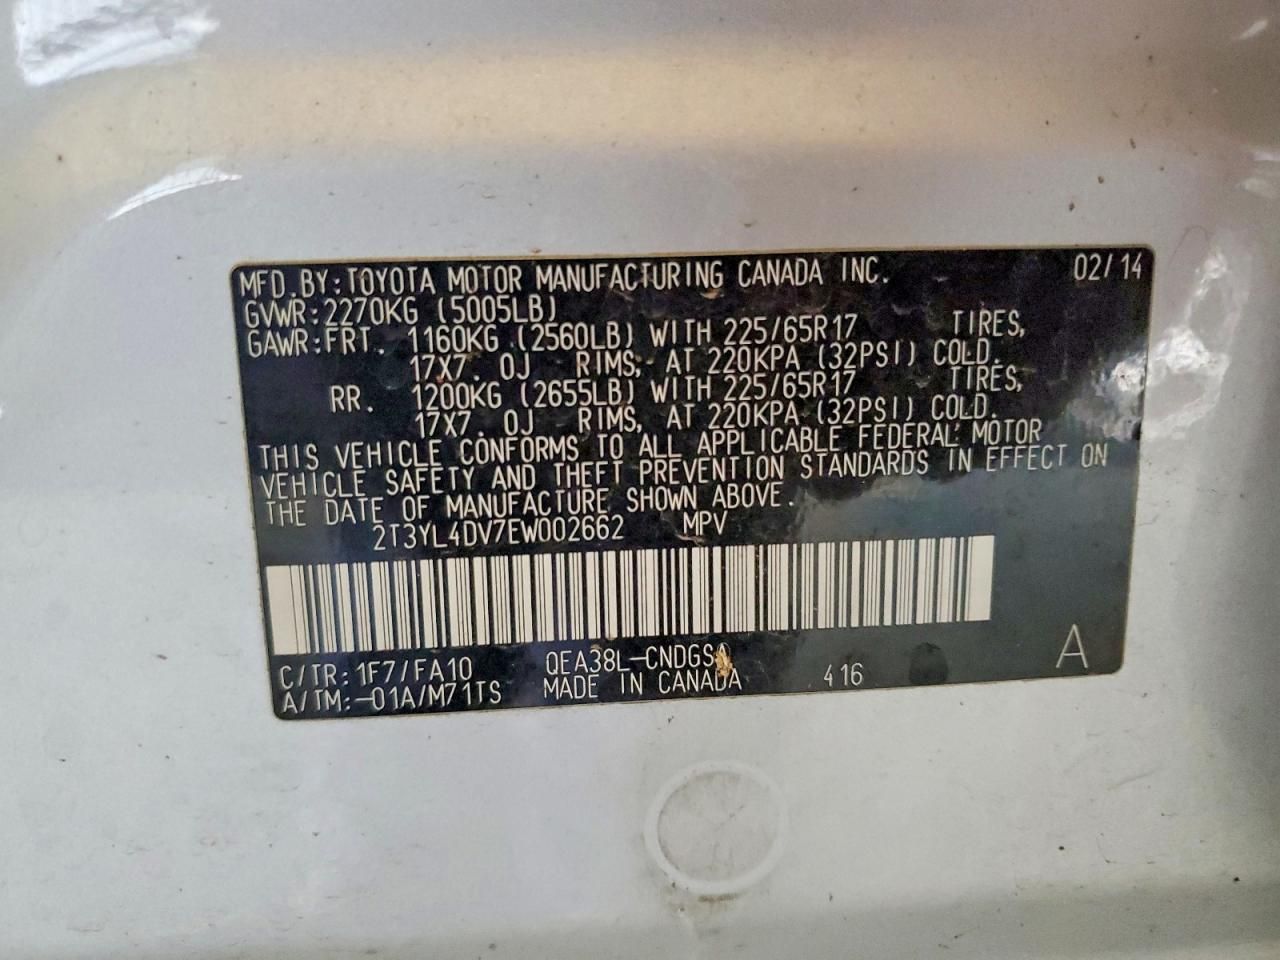 MFD.BY:TOYOTA MOTOR MANUFACTURING CANADA INC. 02/14
GVWR:2270KG (5005LB)
GAWR:FRT. 1160KG (2560LB) WITH 225/65R17 TIRES,
17X7.0J RIMS, AT 220KPA (32PSI) COLD.
RR. 1200KG (2655LB) WITH 225/65R17 TIRES,
17X7.0J RIMS, AT 220KPA (32PSI) COLD.
THIS VEHICLE CONFORMS TO ALL APPLICABLE FEDERAL MOTOR
VEHICLE SAFETY AND THEFT PREVENTION STANDARDS IN EFFECT ON
THE DATE OF MANUFACTURE SHOWN ABOVE.
2T3YL4DV7EW002662 MPV
C/TR:1F7/FA10 QEA38L-CNDGSA
A/TM:-01A/M71TS MADE IN CANADA 416 A